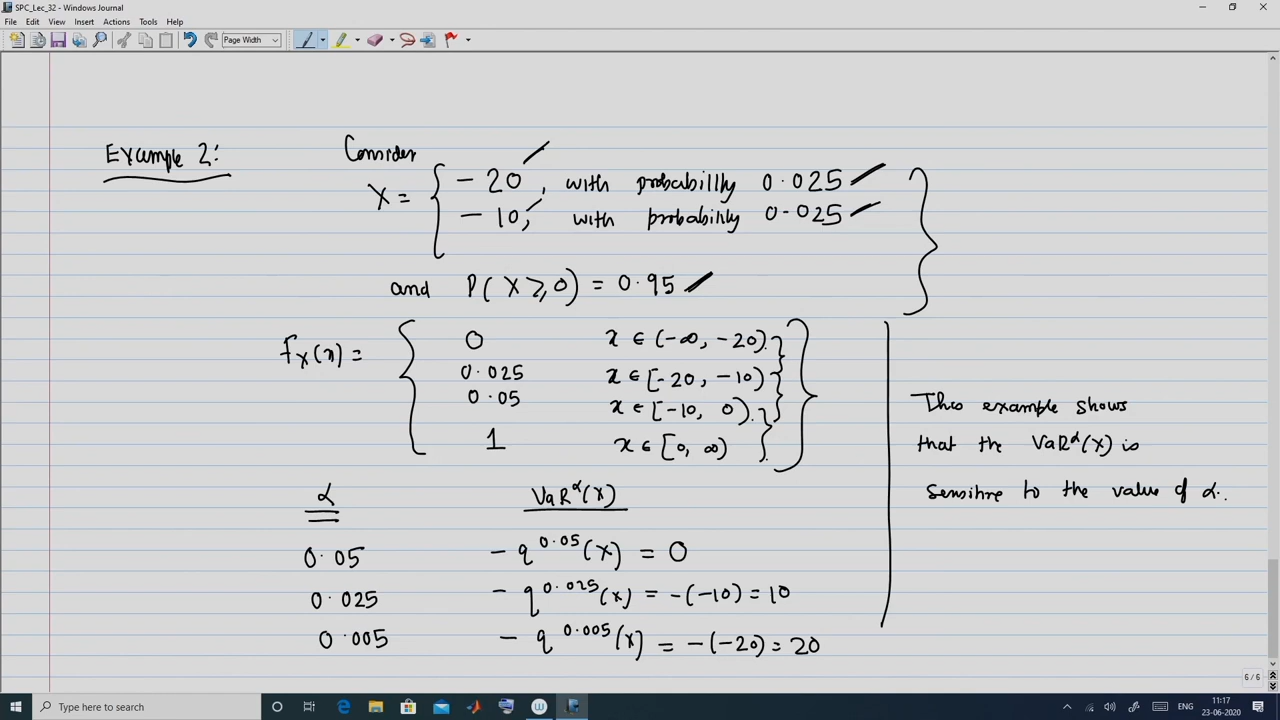 SPC_Lec_32 - Windows Journal
File Edit View Insert Actions Tools Help
Page Width
Example 2:
Consider
X = { - 20, with probability 0.025
- 10, with probability 0.025
and P( X ≥ 0) = 0.95
F_X(x) = { 0 x ∈ (-∞, -20)
0.025 x ∈ [-20, -10)
0.05 x ∈ [-10, 0)
1 x ∈ [0, ∞)
This example shows
that the VaR^α(X) is
sensitive to the value of α.
α VaR^α(X)
0.05 - q^0.05(X) = 0
0.025 - q^0.025(X) = -(-10) = 10
0.005 - q^0.005(X) = -(-20) = 20
6/6
Type here to search
ENG
11:17
23-06-2020